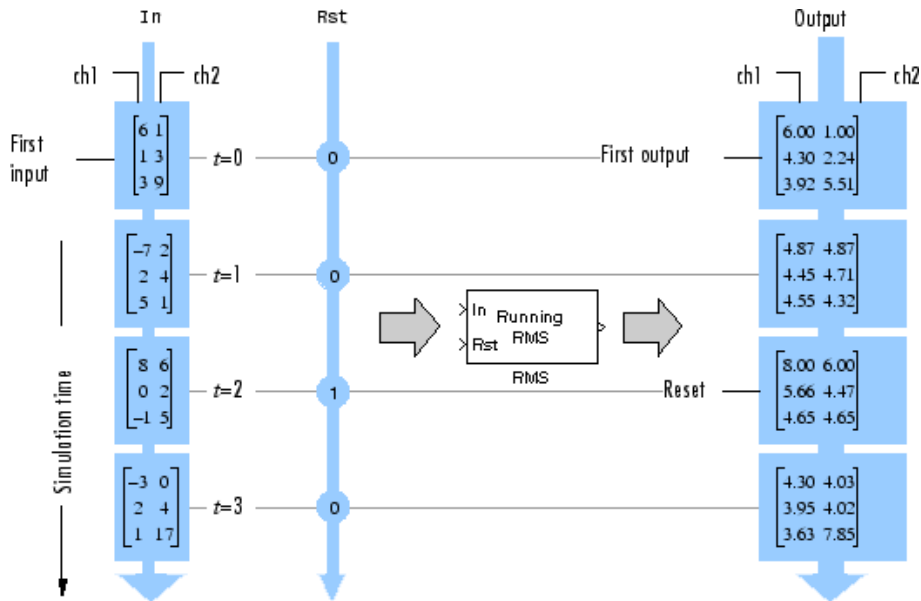 In Rst Output
ch1 ch2 ch1 ch2
First input
6 1
1 3
3 9
t=0
0
First output
6.00 1.00
4.30 2.24
3.92 5.51
-7 2
2 4
5 1
t=1
0
4.87 4.87
4.45 4.71
4.55 4.32
In
Rst
Running
RMS
RMS
Simulation time
8 6
0 2
-1 5
t=2
1
Reset
8.00 6.00
5.66 4.47
4.65 4.65
-3 0
2 4
1 17
t=3
0
4.30 4.03
3.95 4.02
3.63 7.85